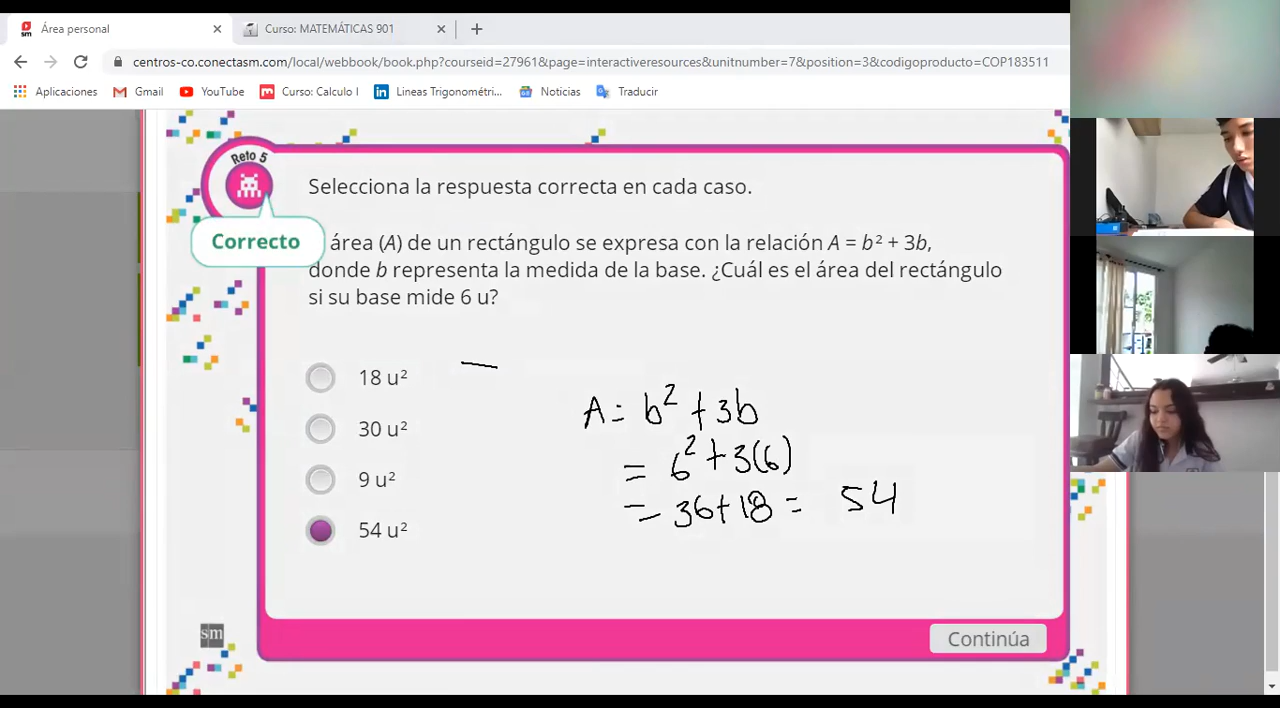 Área personal
Curso: MATEMÁTICAS 901
centros-co.conectasm.com/local/webbook/book.php?courseid=27961&page=interactiveresources&unitnumber=7&position=3&codigoproducto=COP183511
Aplicaciones Gmail YouTube Curso: Calculo I Lineas Trigonométri... Noticias Traducir
Reto 5
Selecciona la respuesta correcta en cada caso.
Correcto
área (A) de un rectángulo se expresa con la relación A = b² + 3b,
donde b representa la medida de la base. ¿Cuál es el área del rectángulo
si su base mide 6 u?
18 u²
30 u²
9 u²
54 u²
A = b² + 3b
= 6² + 3(6)
= 36 + 18 = 54
sm
Continúa